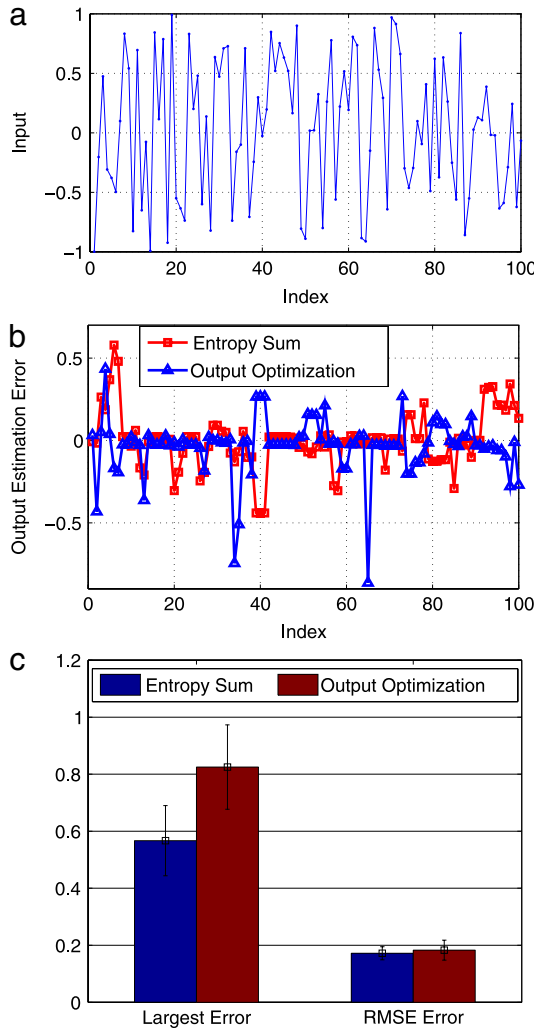 a
1
0.5
0
−0.5
−1
Input
0 20 40 60 80 100
Index
b
Entropy Sum
Output Optimization
0.5
0
−0.5
Output Estimation Error
0 20 40 60 80 100
Index
c
1.2
Entropy Sum Output Optimization
1
0.8
0.6
0.4
0.2
0
Largest Error RMSE Error